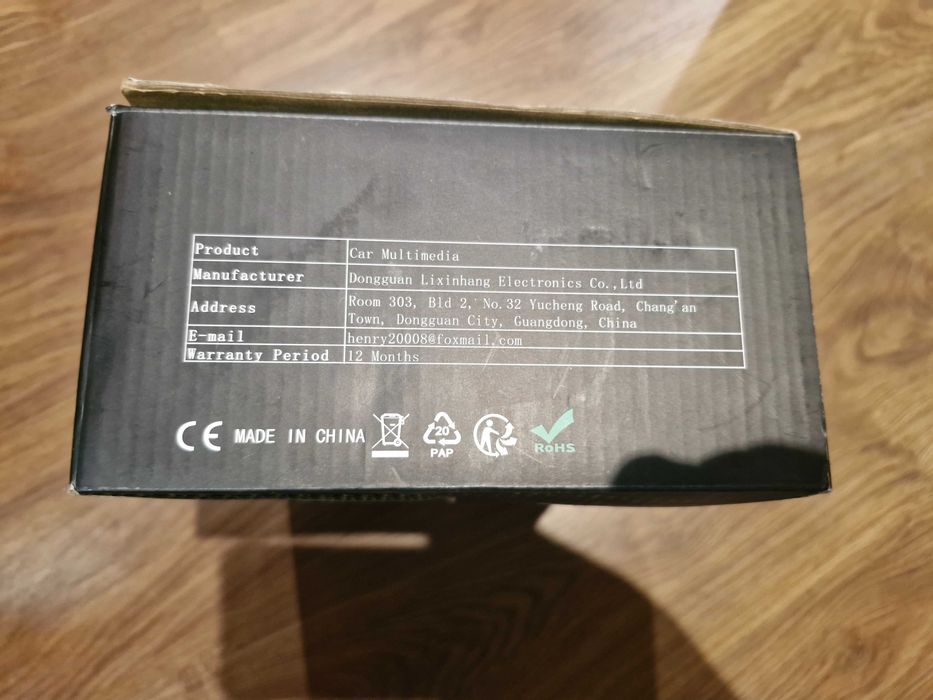 Product Car Multimedia
Manufacturer Dongguan Lixinhang Electronics Co.,Ltd
Address Room 303, Bld 2, No.32 Yucheng Road, Chang'an
Town, Dongguan City, Guangdong, China
E-mail henry20008@foxmail.com
Warranty Period 12 Months
CE MADE IN CHINA 20 PAP RoHS